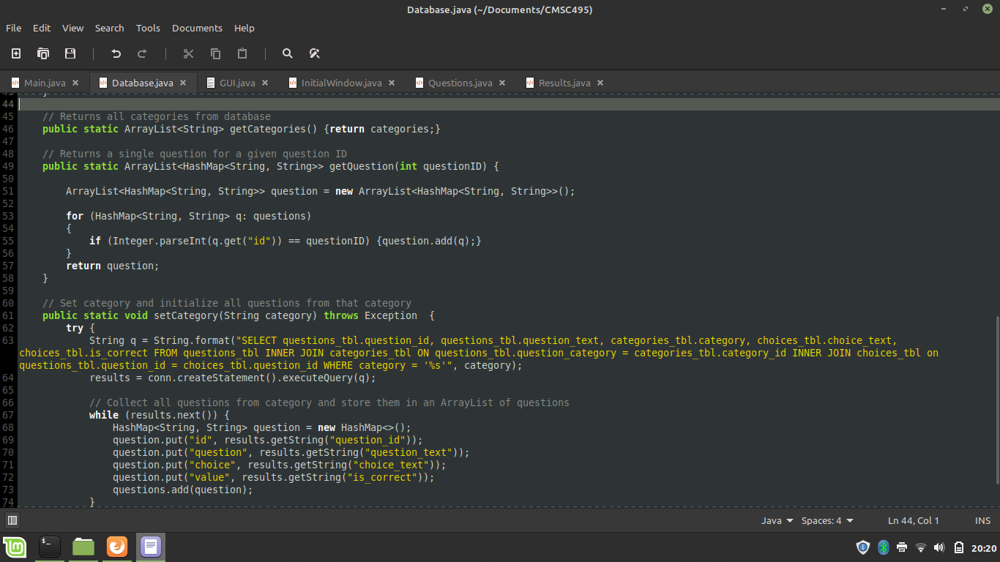 Database.java (~/Documents/CMSC495)
File Edit View Search Tools Documents Help
Main.java Database.java GUI.java InitialWindow.java Questions.java Results.java
44
45     // Returns all categories from database
46     public static ArrayList<String> getCategories() {return categories;}
47
48     // Returns a single question for a given question ID
49     public static ArrayList<HashMap<String, String>> getQuestion(int questionID) {
50
51         ArrayList<HashMap<String, String>> question = new ArrayList<HashMap<String, String>>();
52
53         for (HashMap<String, String> q: questions)
54         {
55             if (Integer.parseInt(q.get("id")) == questionID) {question.add(q);}
56         }
57         return question;
58     }
59
60     // Set category and initialize all questions from that category
61     public static void setCategory(String category) throws Exception  {
62         try {
63             String q = String.format("SELECT questions_tbl.question_id, questions_tbl.question_text, categories_tbl.category, choices_tbl.choice_text,
choices_tbl.is_correct FROM questions_tbl INNER JOIN categories_tbl ON questions_tbl.question_category = categories_tbl.category_id INNER JOIN choices_tbl on
questions_tbl.question_id = choices_tbl.question_id WHERE category = '%s'", category);
64             results = conn.createStatement().executeQuery(q);
65
66             // Collect all questions from category and store them in an ArrayList of questions
67             while (results.next()) {
68                 HashMap<String, String> question = new HashMap<>();
69                 question.put("id", results.getString("question_id"));
70                 question.put("question", results.getString("question_text"));
71                 question.put("choice", results.getString("choice_text"));
72                 question.put("value", results.getString("is_correct"));
73                 questions.add(question);
74             }
Java Spaces: 4 Ln 44, Col 1 INS
$_ 20:20